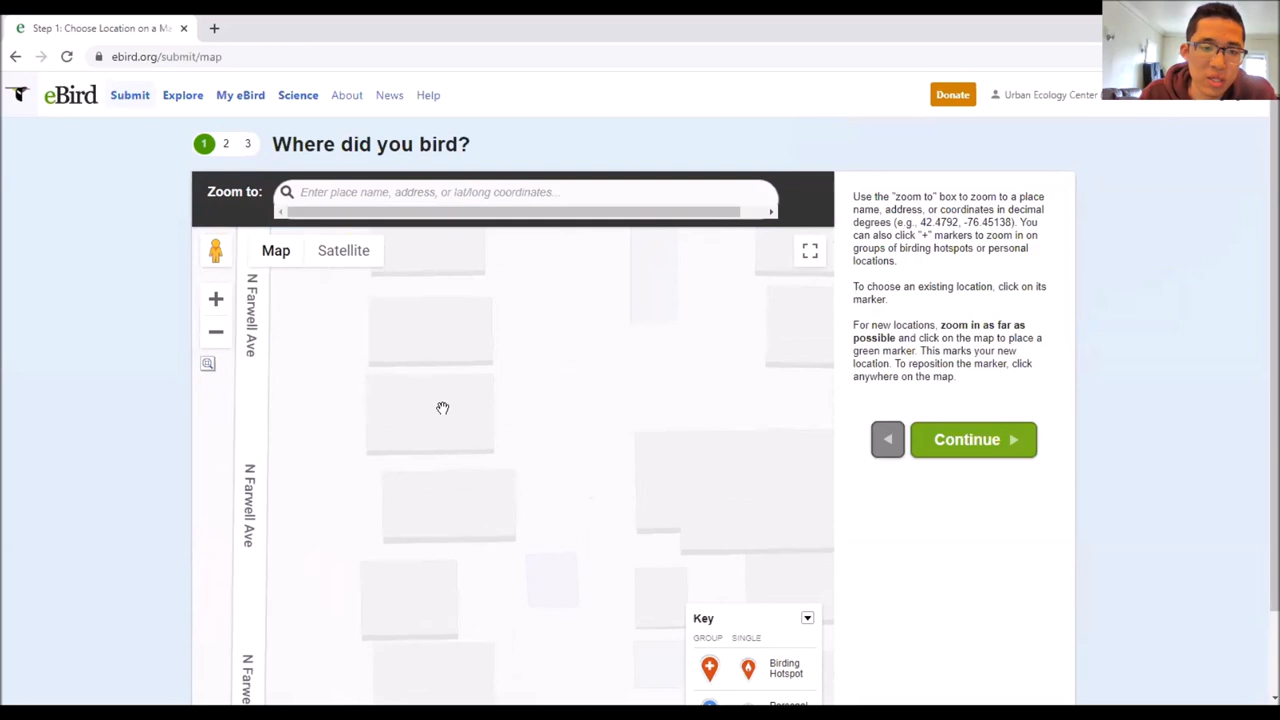 Step 1: Choose Location on a Ma
ebird.org/submit/map
eBird
Submit
Explore
My eBird
Science
About
News
Help
Donate
Urban Ecology Center
1 2 3
Where did you bird?
Zoom to:
Enter place name, address, or lat/long coordinates...
Map
Satellite
N Farwell Ave
N Farwell Ave
N Farwe
Key
GROUP
SINGLE
Birding
Hotspot
Personal
Use the "zoom to" box to zoom to a place
name, address, or coordinates in decimal
degrees (e.g., 42.4792, -76.45138). You
can also click "+" markers to zoom in on
groups of birding hotspots or personal
locations.
To choose an existing location, click on its
marker.
For new locations, zoom in as far as
possible and click on the map to place a
green marker. This marks your new
location. To reposition the marker, click
anywhere on the map.
Continue